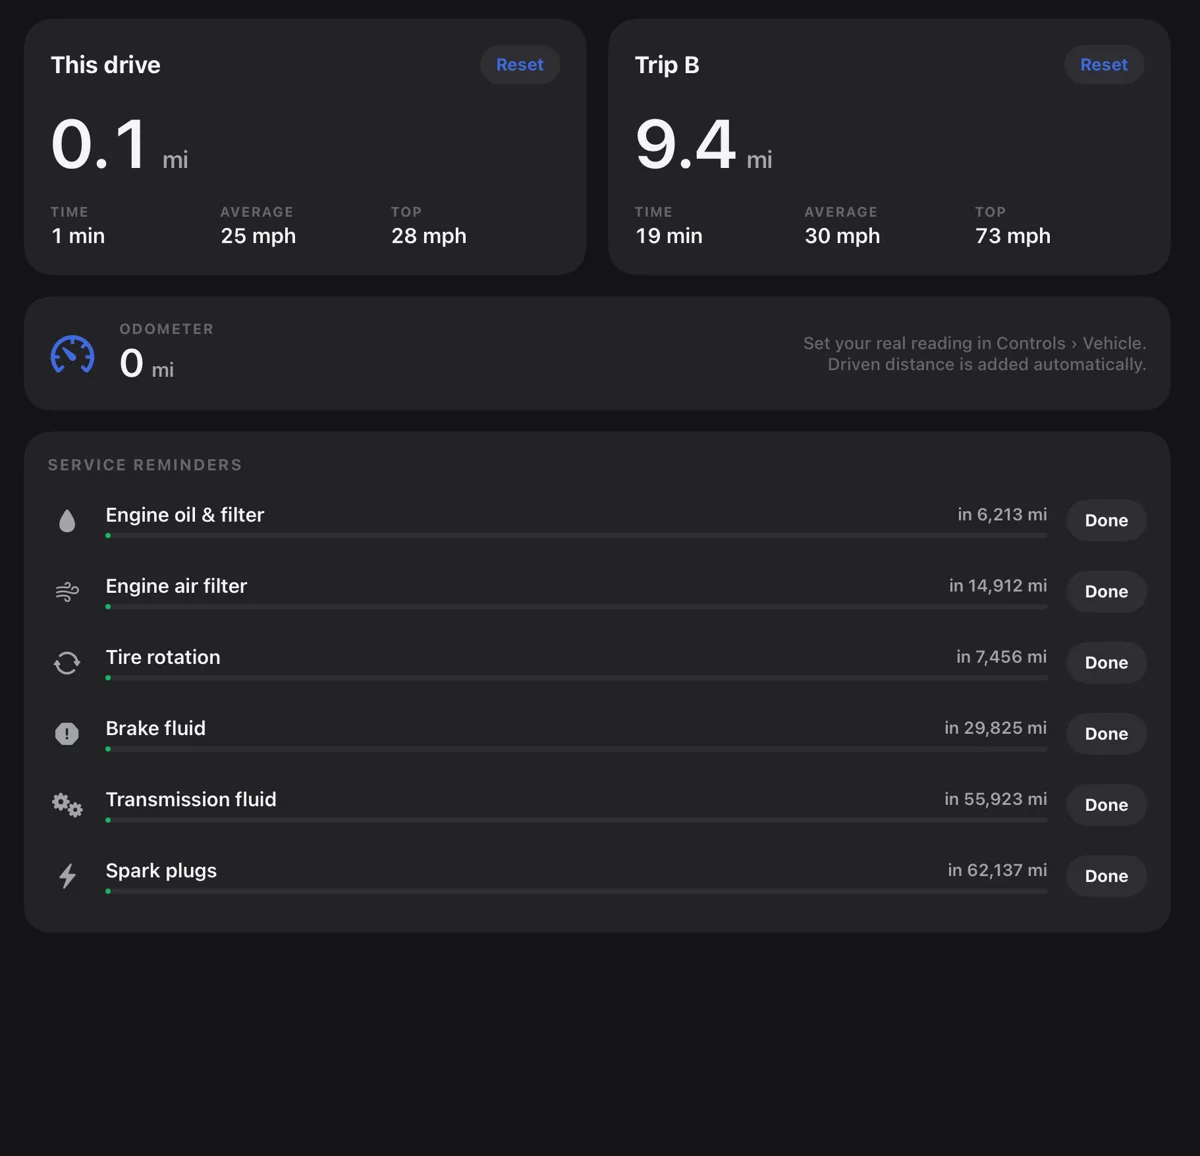 This drive
Reset
0.1 mi
TIME
AVERAGE
TOP
1 min
25 mph
28 mph
Trip B
Reset
9.4 mi
TIME
AVERAGE
TOP
19 min
30 mph
73 mph
ODOMETER
0 mi
Set your real reading in Controls › Vehicle.
Driven distance is added automatically.
SERVICE REMINDERS
Engine oil & filter
in 6,213 mi
Done
Engine air filter
in 14,912 mi
Done
Tire rotation
in 7,456 mi
Done
Brake fluid
in 29,825 mi
Done
Transmission fluid
in 55,923 mi
Done
Spark plugs
in 62,137 mi
Done